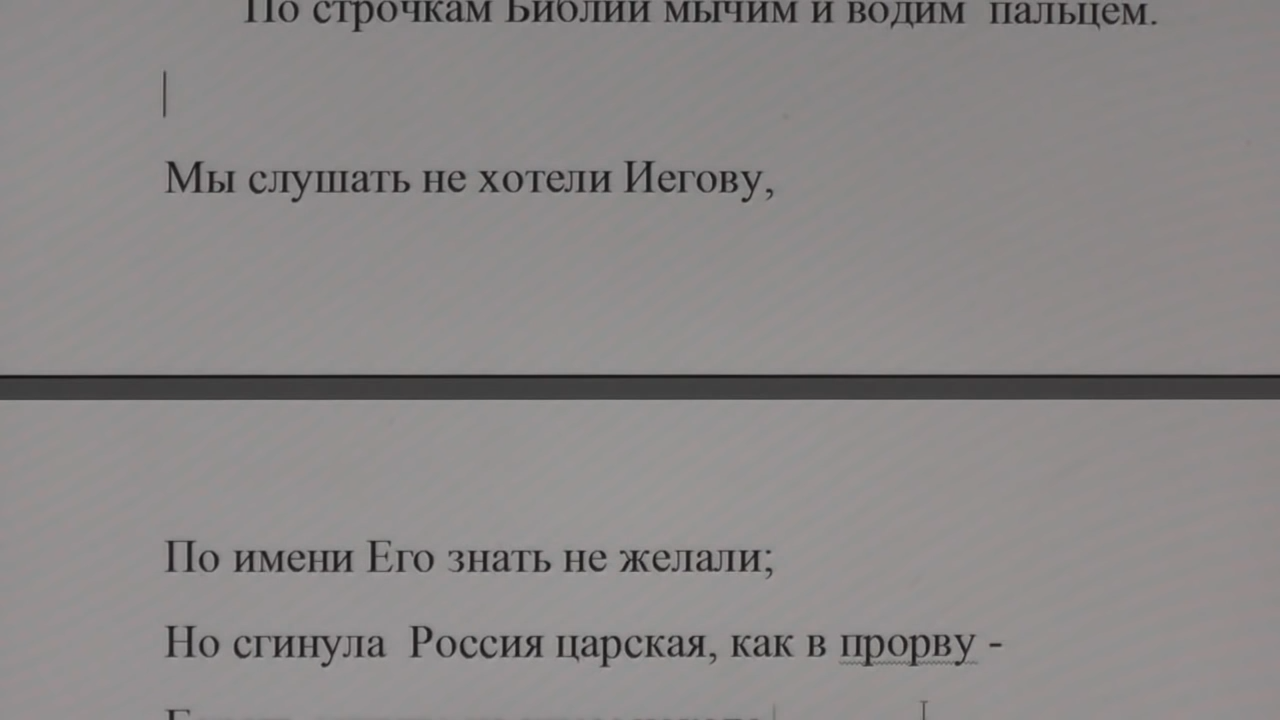 По строчкам Библии мычим и водим пальцем.
Мы слушать не хотели Иегову,
По имени Его знать не желали;
Но сгинула Россия царская, как в прорву -